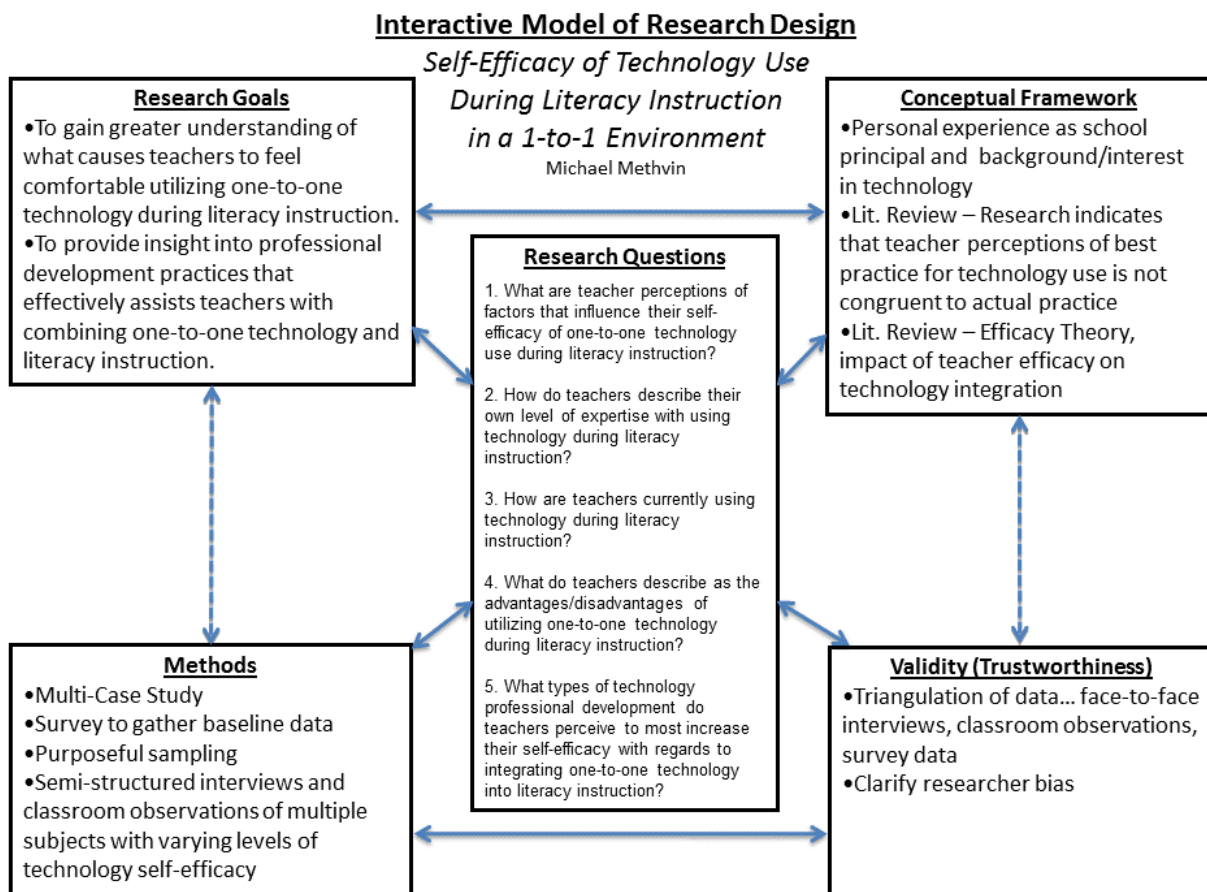 Interactive Model of Research Design
Self-Efficacy of Technology Use
During Literacy Instruction
in a 1-to-1 Environment
Michael Methvin
Research Goals
•To gain greater understanding of
what causes teachers to feel
comfortable utilizing one-to-one
technology during literacy instruction.
•To provide insight into professional
development practices that
effectively assists teachers with
combining one-to-one technology and
literacy instruction.
Conceptual Framework
•Personal experience as school
principal and background/interest
in technology
•Lit. Review – Research indicates
that teacher perceptions of best
practice for technology use is not
congruent to actual practice
•Lit. Review – Efficacy Theory,
impact of teacher efficacy on
technology integration
Research Questions
1. What are teacher perceptions of
factors that influence their self-
efficacy of one-to-one technology
use during literacy instruction?
2. How do teachers describe their
own level of expertise with using
technology during literacy
instruction?
3. How are teachers currently using
technology during literacy
instruction?
4. What do teachers describe as the
advantages/disadvantages of
utilizing one-to-one technology
during literacy instruction?
5. What types of technology
professional development do
teachers perceive to most increase
their self-efficacy with regards to
integrating one-to-one technology
into literacy instruction?
Methods
•Multi-Case Study
•Survey to gather baseline data
•Purposeful sampling
•Semi-structured interviews and
classroom observations of multiple
subjects with varying levels of
technology self-efficacy
Validity (Trustworthiness)
•Triangulation of data... face-to-face
interviews, classroom observations,
survey data
•Clarify researcher bias